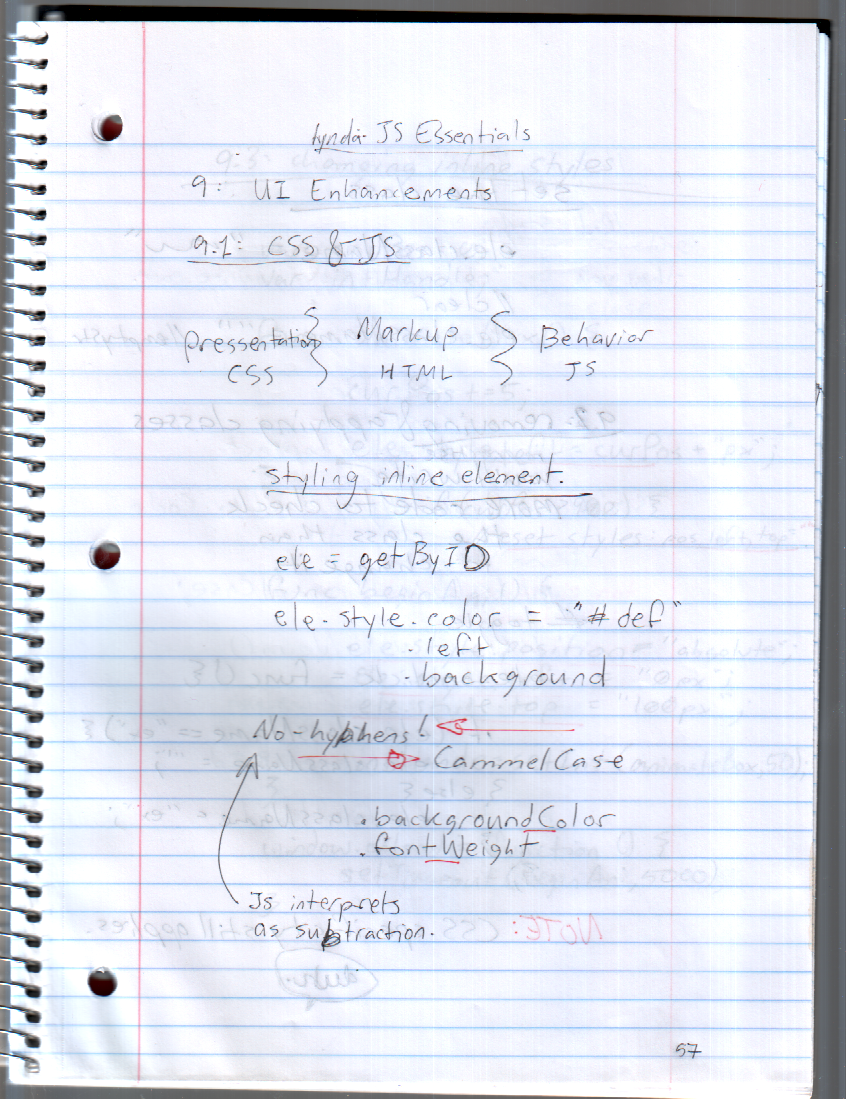 lynda- JS Essentials
9: UI Enhancements
9.1: CSS & JS
Pressentation } Markup } Behavior
CSS HTML JS
styling inline element.
ele = getByID
ele.style.color = "#def"
.left
.background
No-hyphens!
CammelCase
.backgroundColor
.fontWeight
Js interprets
as subtraction.
57